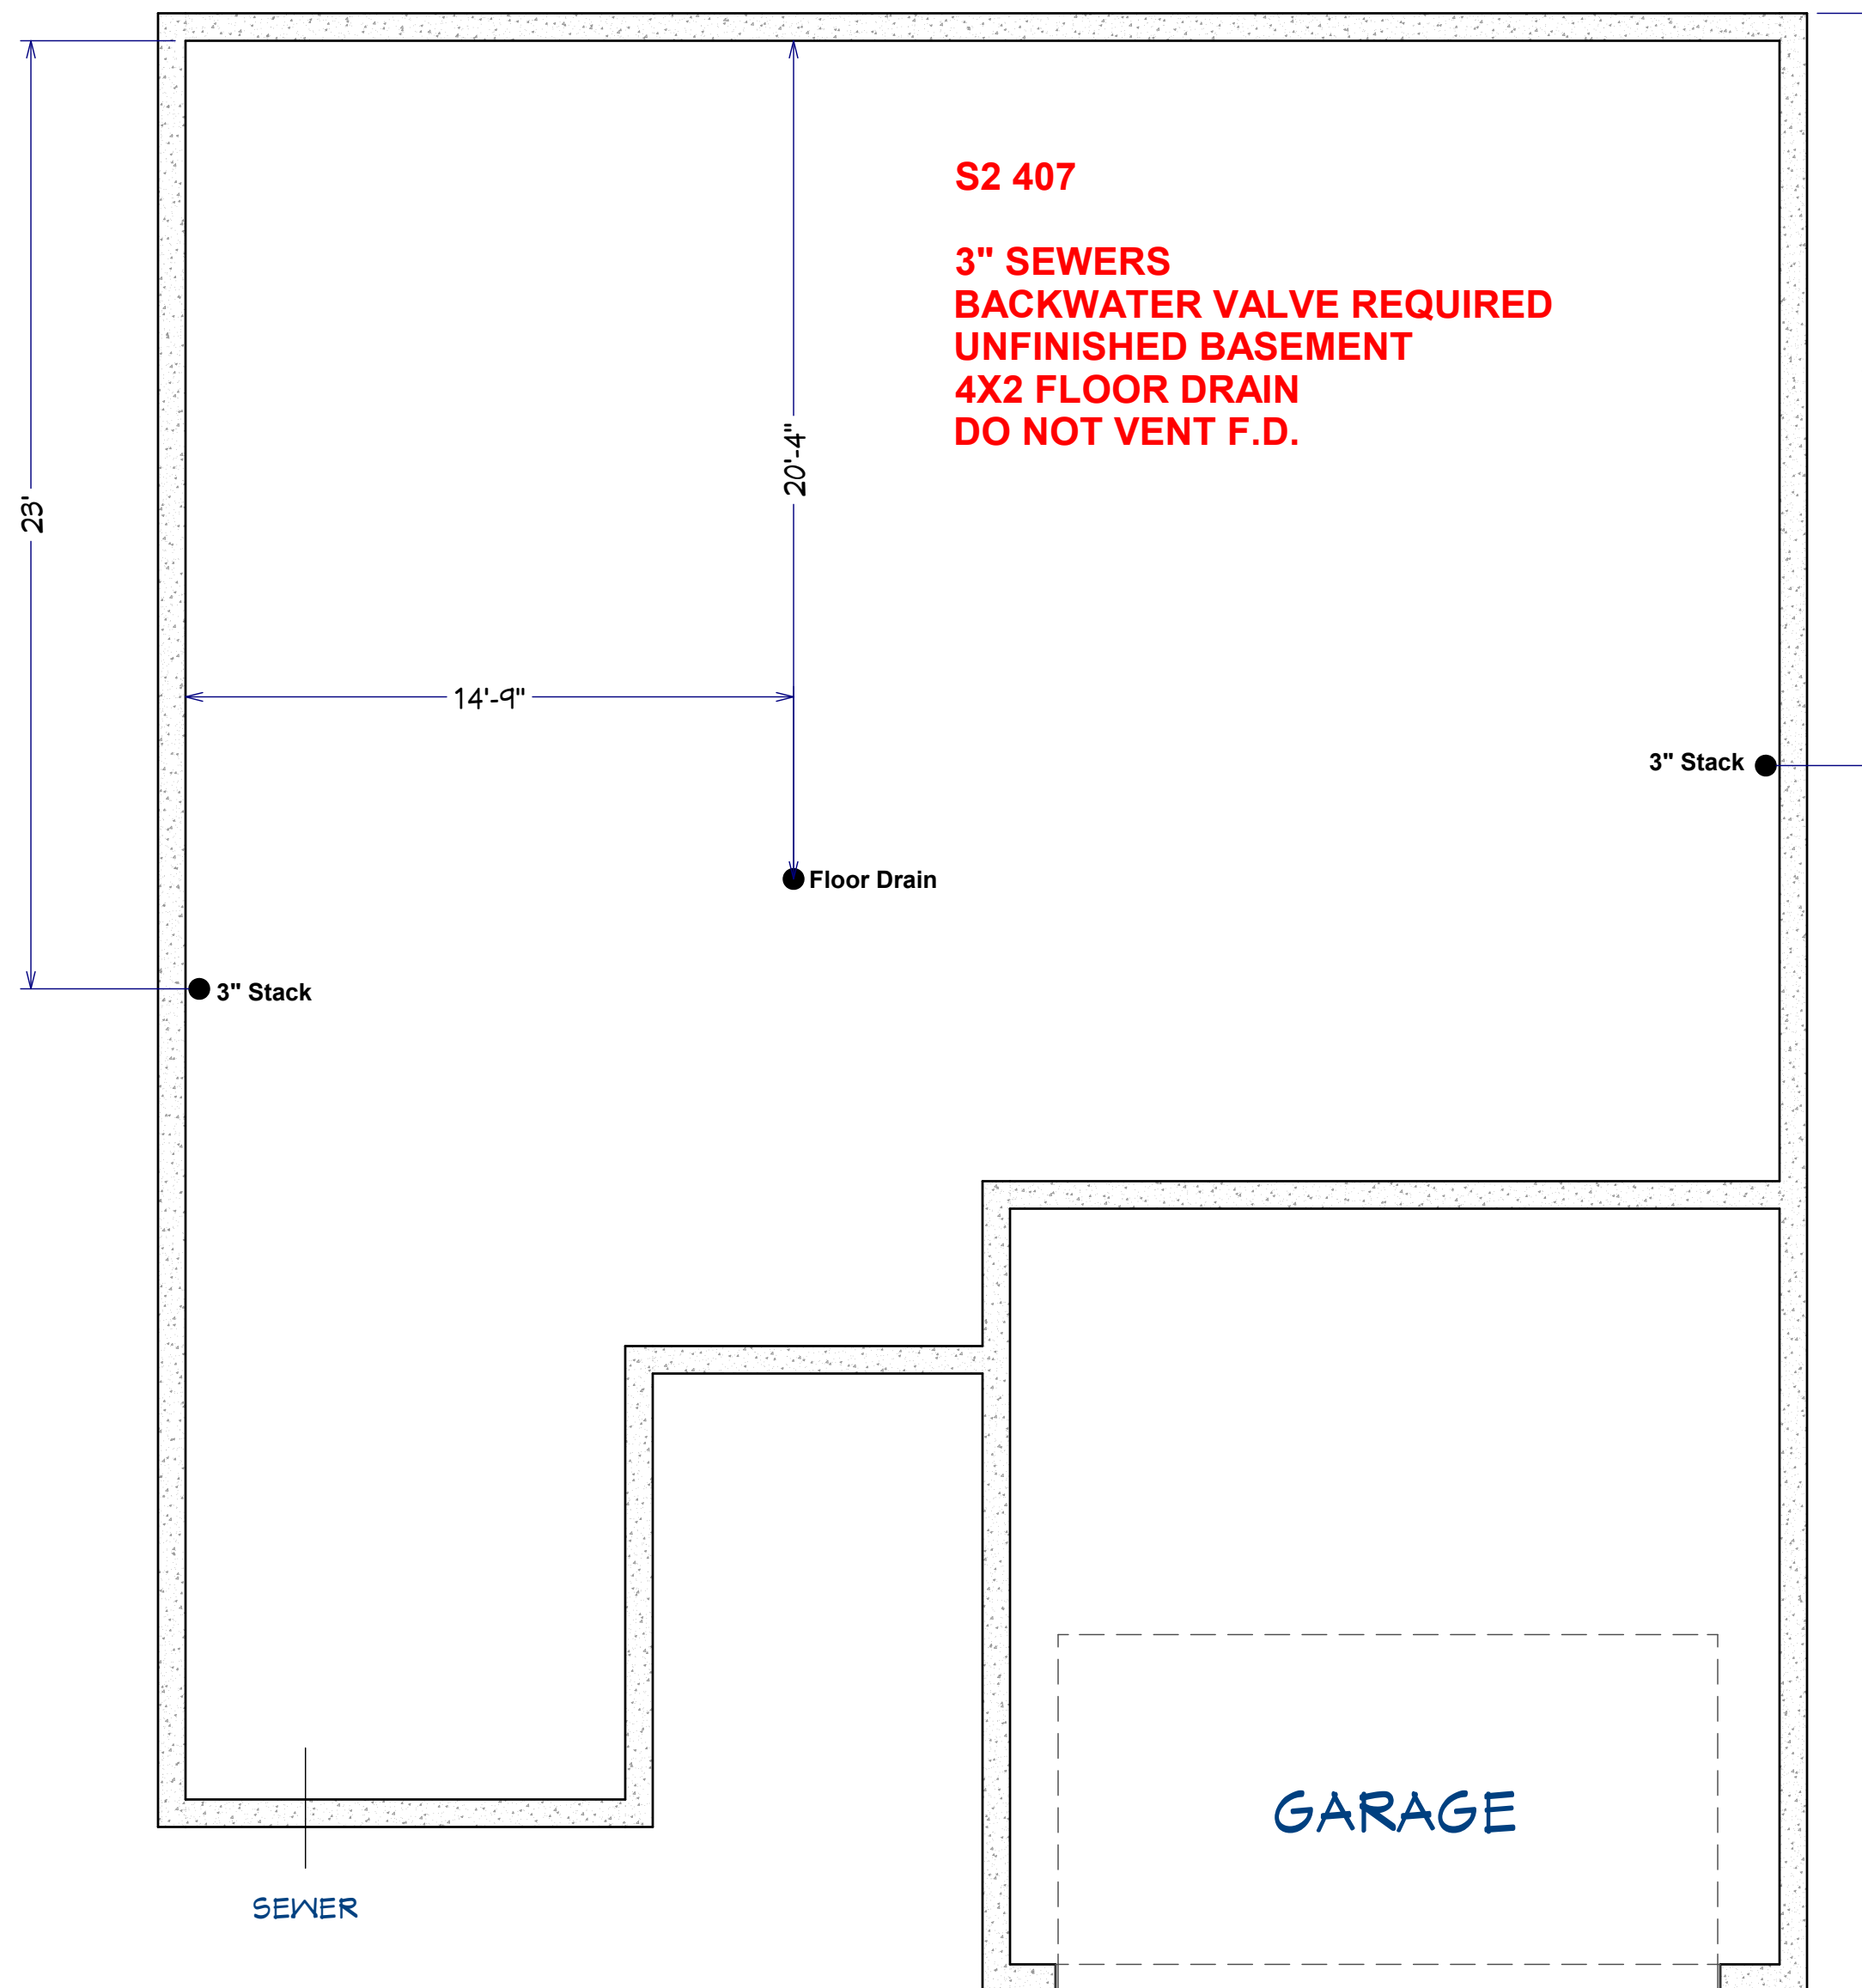 S2 407
3" SEWERS
BACKWATER VALVE REQUIRED
UNFINISHED BASEMENT
4X2 FLOOR DRAIN
DO NOT VENT F.D.
20'-4"
23'
14'-9"
3" Stack
Floor Drain
3" Stack
GARAGE
SEWER